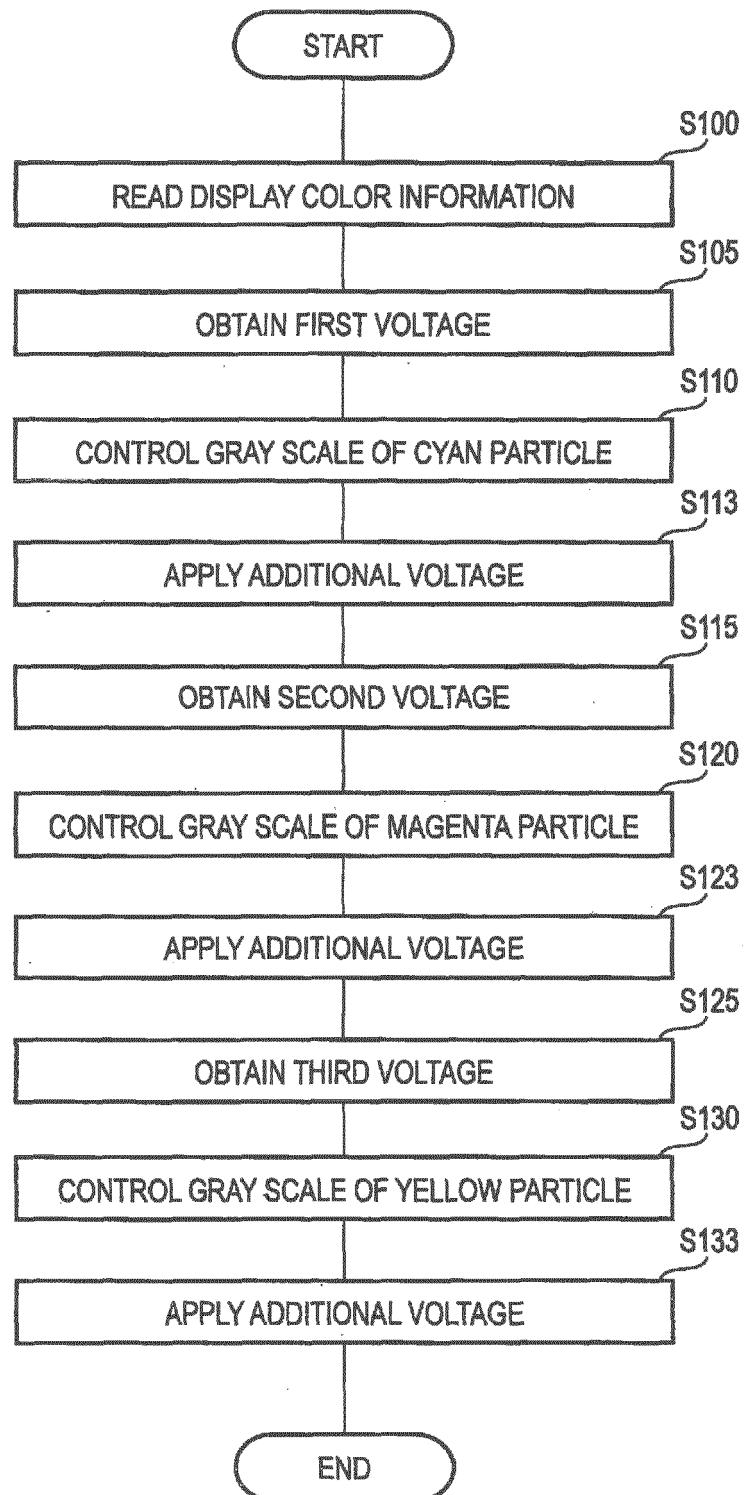 START
S100
READ DISPLAY COLOR INFORMATION
S105
OBTAIN FIRST VOLTAGE
S110
CONTROL GRAY SCALE OF CYAN PARTICLE
S113
APPLY ADDITIONAL VOLTAGE
S115
OBTAIN SECOND VOLTAGE
S120
CONTROL GRAY SCALE OF MAGENTA PARTICLE
S123
APPLY ADDITIONAL VOLTAGE
S125
OBTAIN THIRD VOLTAGE
S130
CONTROL GRAY SCALE OF YELLOW PARTICLE
S133
APPLY ADDITIONAL VOLTAGE
END